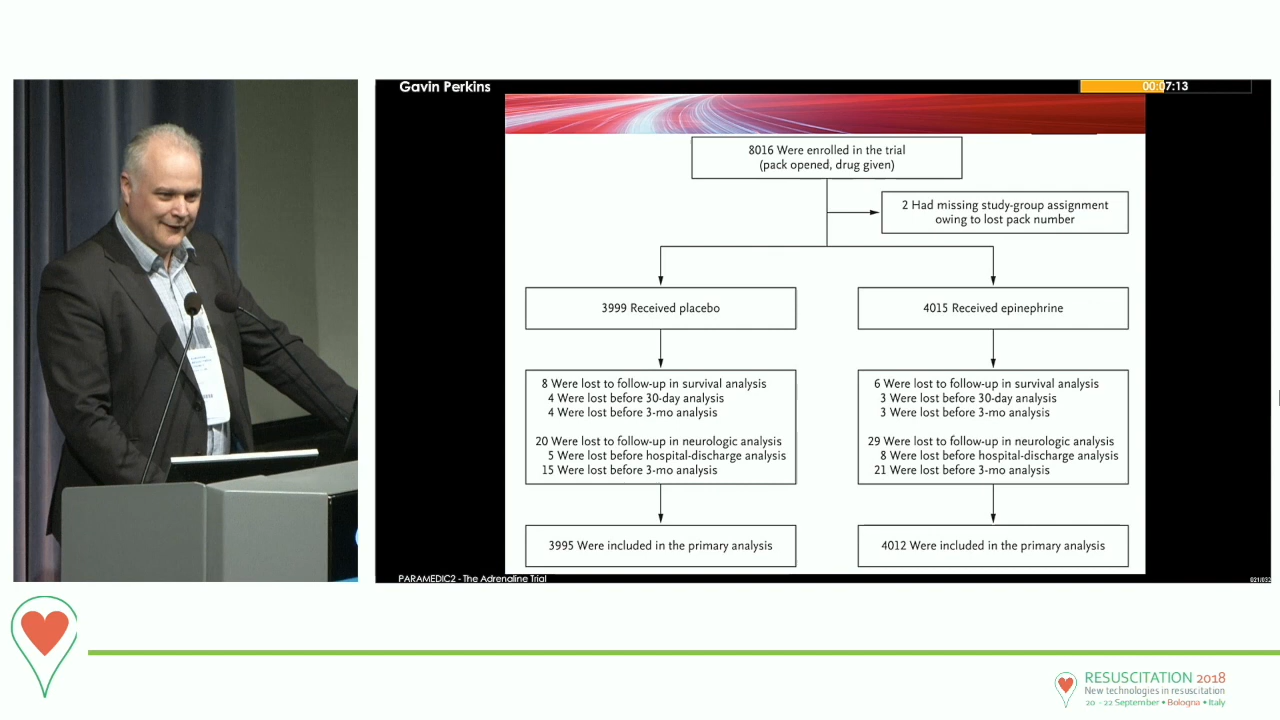 Gavin Perkins
00:07:13
8016 Were enrolled in the trial
(pack opened, drug given)
2 Had missing study-group assignment
owing to lost pack number
3999 Received placebo
4015 Received epinephrine
8 Were lost to follow-up in survival analysis
4 Were lost before 30-day analysis
4 Were lost before 3-mo analysis
20 Were lost to follow-up in neurologic analysis
5 Were lost before hospital-discharge analysis
15 Were lost before 3-mo analysis
6 Were lost to follow-up in survival analysis
3 Were lost before 30-day analysis
3 Were lost before 3-mo analysis
29 Were lost to follow-up in neurologic analysis
8 Were lost before hospital-discharge analysis
21 Were lost before 3-mo analysis
3995 Were included in the primary analysis
4012 Were included in the primary analysis
PARAMEDIC2 - The Adrenaline Trial
021/032
RESUSCITATION 2018
New technologies in resuscitation
20 - 22 September • Bologna • Italy